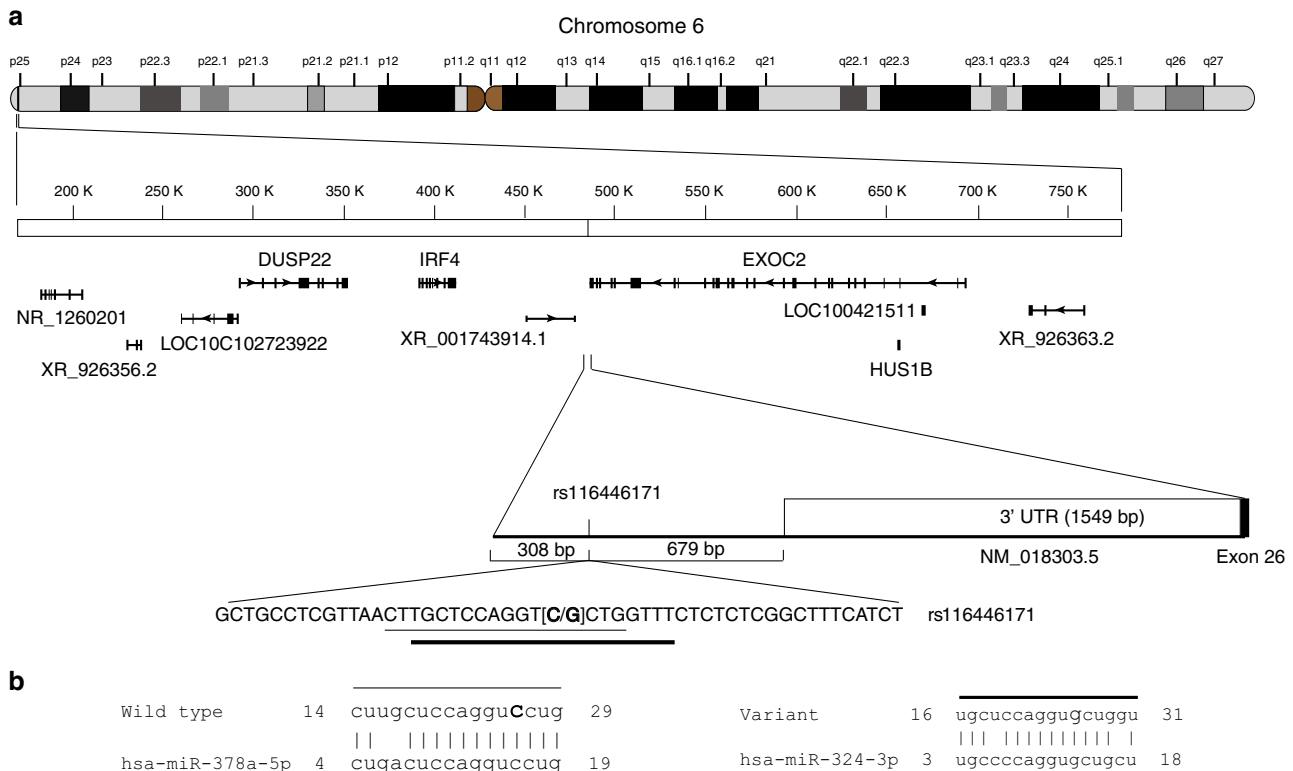 a
Chromosome 6
p25 p24 p23 p22.3 p22.1 p21.3 p21.2 p21.1 p12 p11.2 q11 q12 q13 q14 q15 q16.1 q16.2 q21 q22.1 q22.3 q23.1 q23.3 q24 q25.1 q26 q27
200 K 250 K 300 K 350 K 400 K 450 K 500 K 550 K 600 K 650 K 700 K 750 K
DUSP22 IRF4 EXOC2
NR_1260201 LOC10C102723922 XR_001743914.1 LOC100421511 XR_926363.2
XR_926356.2 HUS1B
rs116446171
3' UTR (1549 bp)
308 bp 679 bp NM_018303.5 Exon 26
GCTGCCTCGTTAACTTGCTCCAGGT[C/G]CTGGTTTCTCTCTCGGCTTTCATCT rs116446171
b
Wild type 14 cuugcuccagguCcug 29 Variant 16 ugcuccaggugcuggu 31
hsa-miR-378a-5p 4 cugacuccagguccug 19 hsa-miR-324-3p 3 ugccccaggugcugcu 18